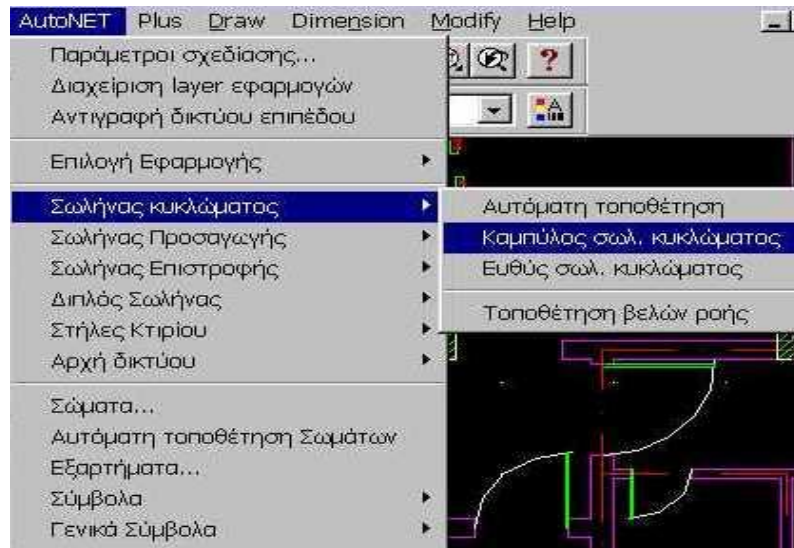 AutoNET Plus Draw Dimension Modify Help
Παράμετροι σχεδίασης...
Διαχείριση layer εφαρμογών
Αντιγραφή δικτύου επιπέδου
Επιλογή Εφαρμογής
Σωλήνας κυκλώματος
Σωλήνας Προσαγωγής
Σωλήνας Επιστροφής
Διπλός Σωλήνας
Στήλες Κτιρίου
Αρχή δικτύου
Σώματα...
Αυτόματη τοποθέτηση Σωμάτων
Εξαρτήματα...
Σύμβολα
Γενικά Σύμβολα
Αυτόματη τοποθέτηση
Καμπύλος σωλ. κυκλώματος
Ευθύς σωλ. κυκλώματος
Τοποθέτηση βελών ροής